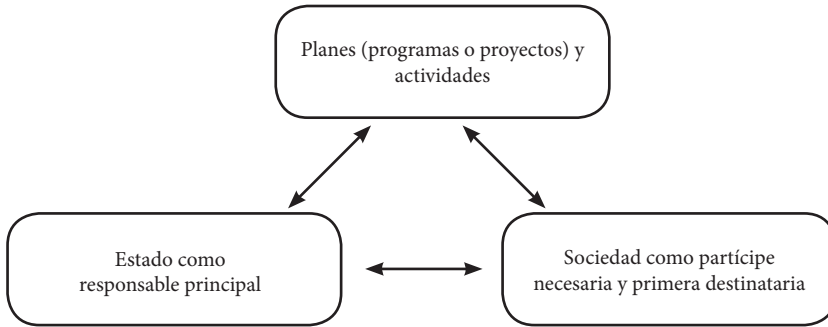 Planes (programas o proyectos) y
actividades
Estado como
responsable principal
Sociedad como partícipe
necesaria y primera destinataria